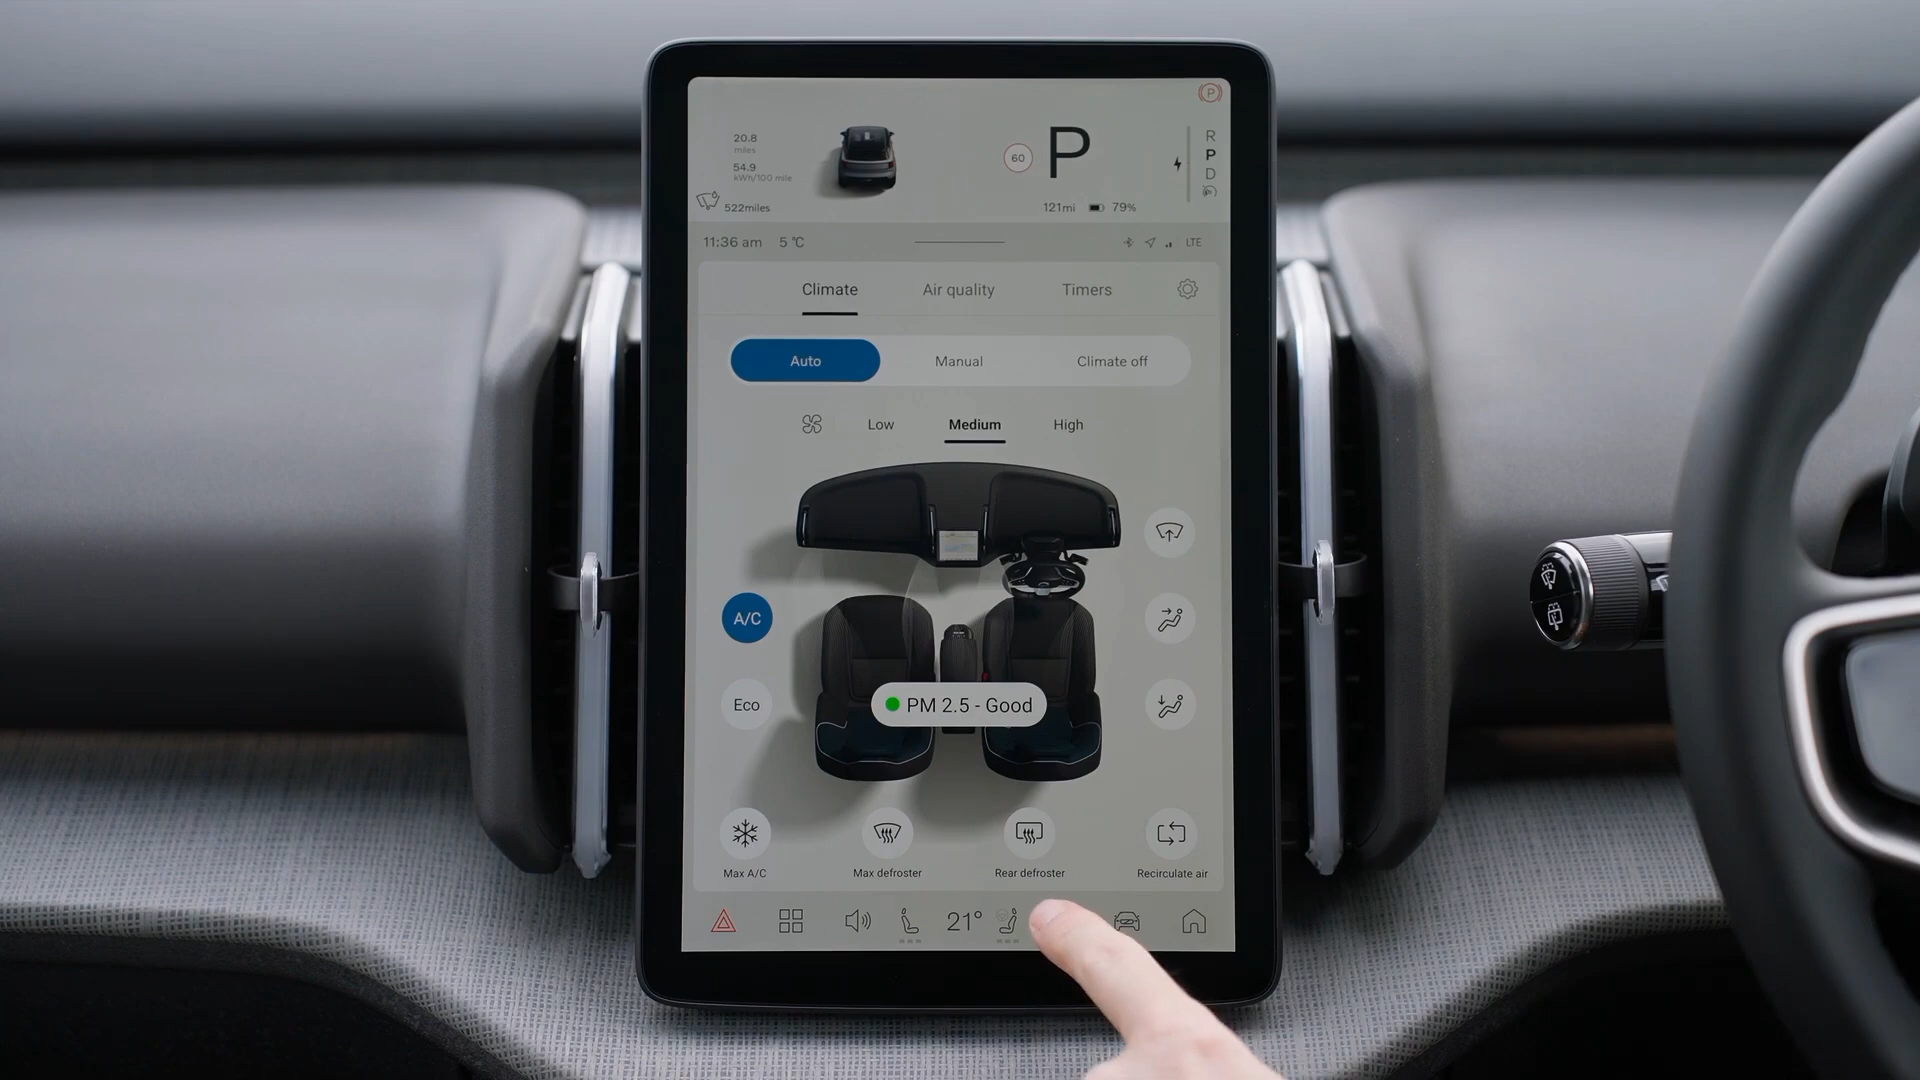 P
20.8
miles
54.9
kWh/100 mile
522miles
60
P
R
P
D
121mi
79%
11:36 am 5 °C
LTE
Climate Air quality Timers
Auto Manual Climate off
Low Medium High
A/C
Eco
PM 2.5 - Good
Max A/C Max defroster Rear defroster Recirculate air
21°